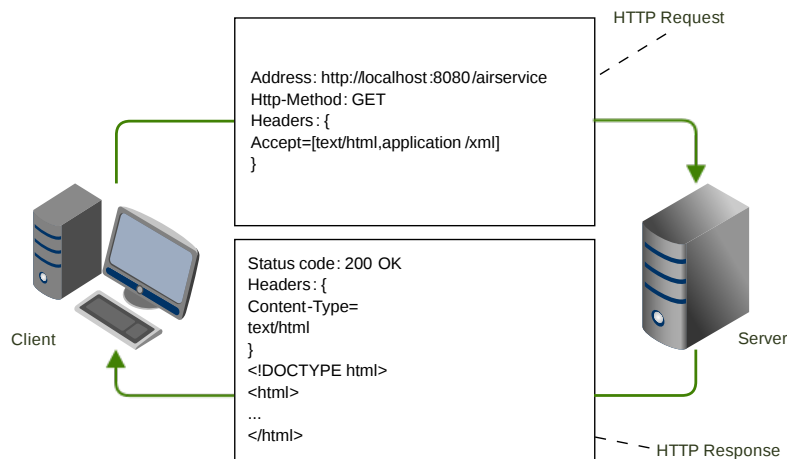 HTTP Request
Address: http://localhost:8080/airservice
Http-Method: GET
Headers: {
Accept=[text/html,application /xml]
}
Status code: 200 OK
Headers: {
Content-Type=
text/html
}
<!DOCTYPE html>
<html>
...
</html>
Client
Server
HTTP Response